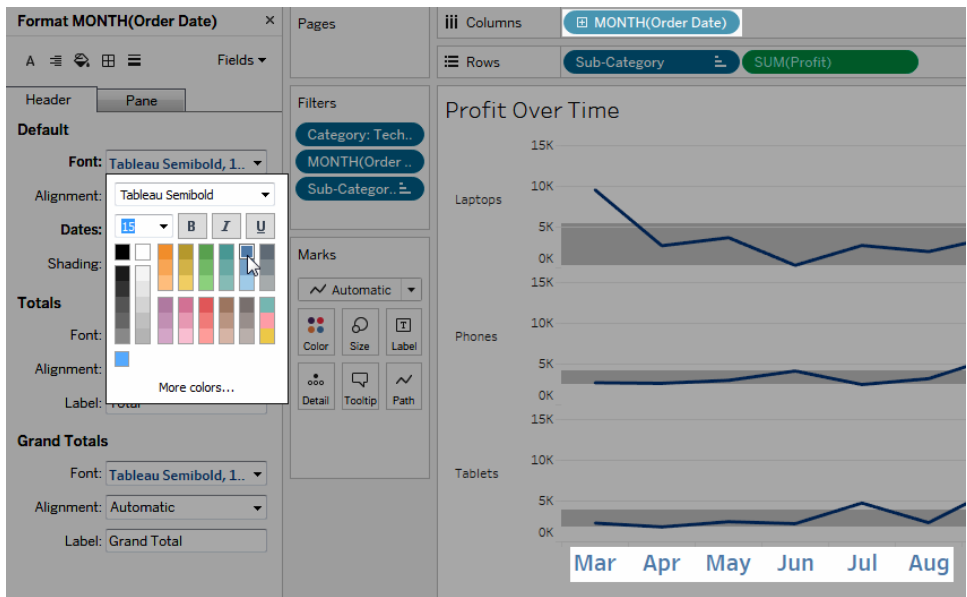 Format MONTH(Order Date) ×
A Fields
Header Pane
Default
Font: Tableau Semibold, 1..
Alignment:
Dates:
Shading:
Tableau Semibold
15 B I U
More colors...
Totals
Font:
Alignment:
Label: Total
Grand Totals
Font: Tableau Semibold, 1..
Alignment: Automatic
Label: Grand Total
Pages
Filters
Category: Tech..
MONTH(Order ..
Sub-Categor..
Marks
Automatic
T
Color Size Label
Detail Tooltip Path
iii Columns MONTH(Order Date)
Rows Sub-Category SUM(Profit)
Profit Over Time
15K
10K
Laptops
5K
0K
15K
10K
Phones
5K
0K
15K
10K
Tablets
5K
0K
Mar Apr May Jun Jul Aug